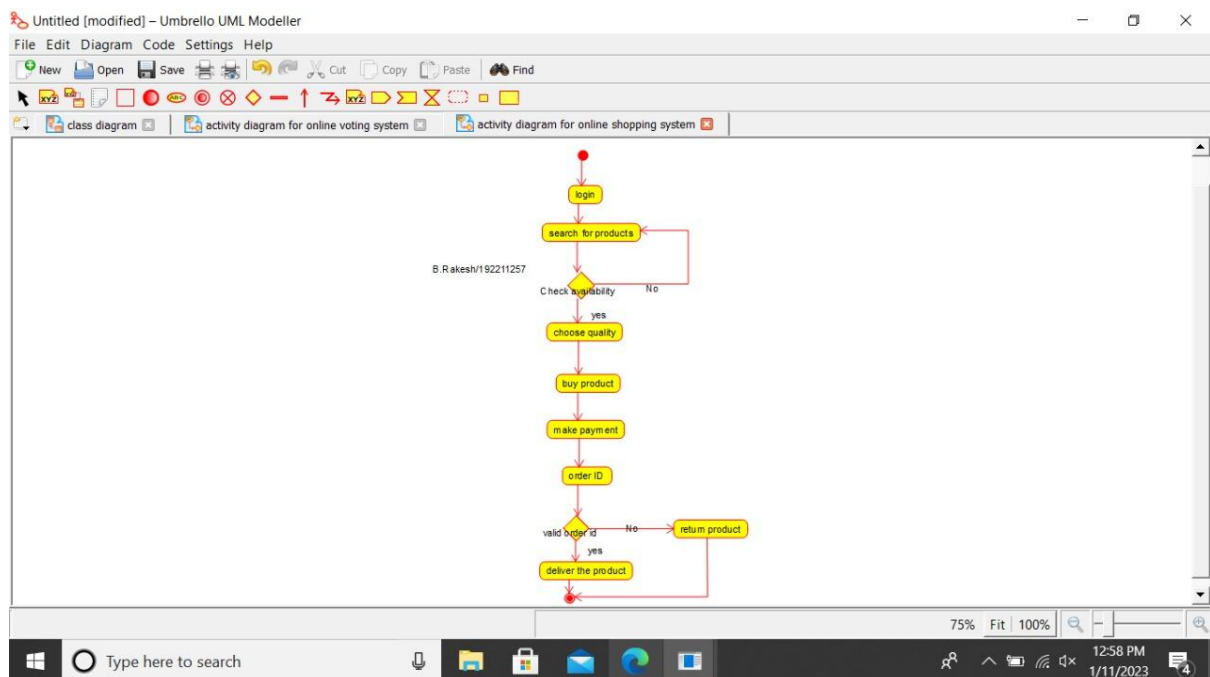 Untitled [modified] – Umbrello UML Modeller
File Edit Diagram Code Settings Help
New Open Save Cut Copy Paste Find
XYZ ABC XYZ
class diagram activity diagram for online voting system activity diagram for online shopping system
login
search for products
B.Rakesh/192211257
Check availability No
yes
choose quality
buy product
make payment
order ID
valid order id No return product
yes
deliver the product
75% Fit 100%
Type here to search
12:58 PM
1/11/2023
4